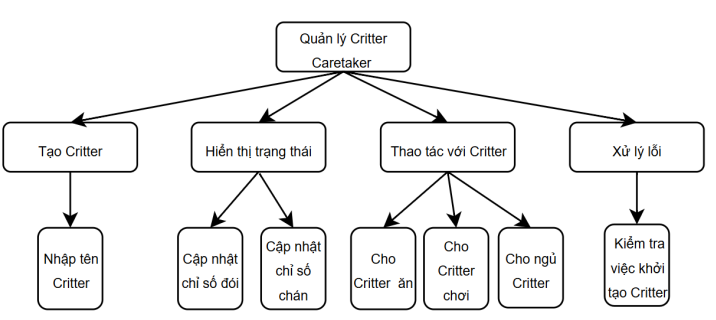 Quản lý Critter
Caretaker
Tạo Critter
Hiển thị trạng thái
Thao tác với Critter
Xử lý lỗi
Nhập tên
Critter
Cập nhật
chỉ số đói
Cập nhật
chỉ số
chán
Cho
Critter ăn
Cho
Critter
chơi
Cho ngủ
Critter
Kiểm tra
việc khởi
tạo Critter